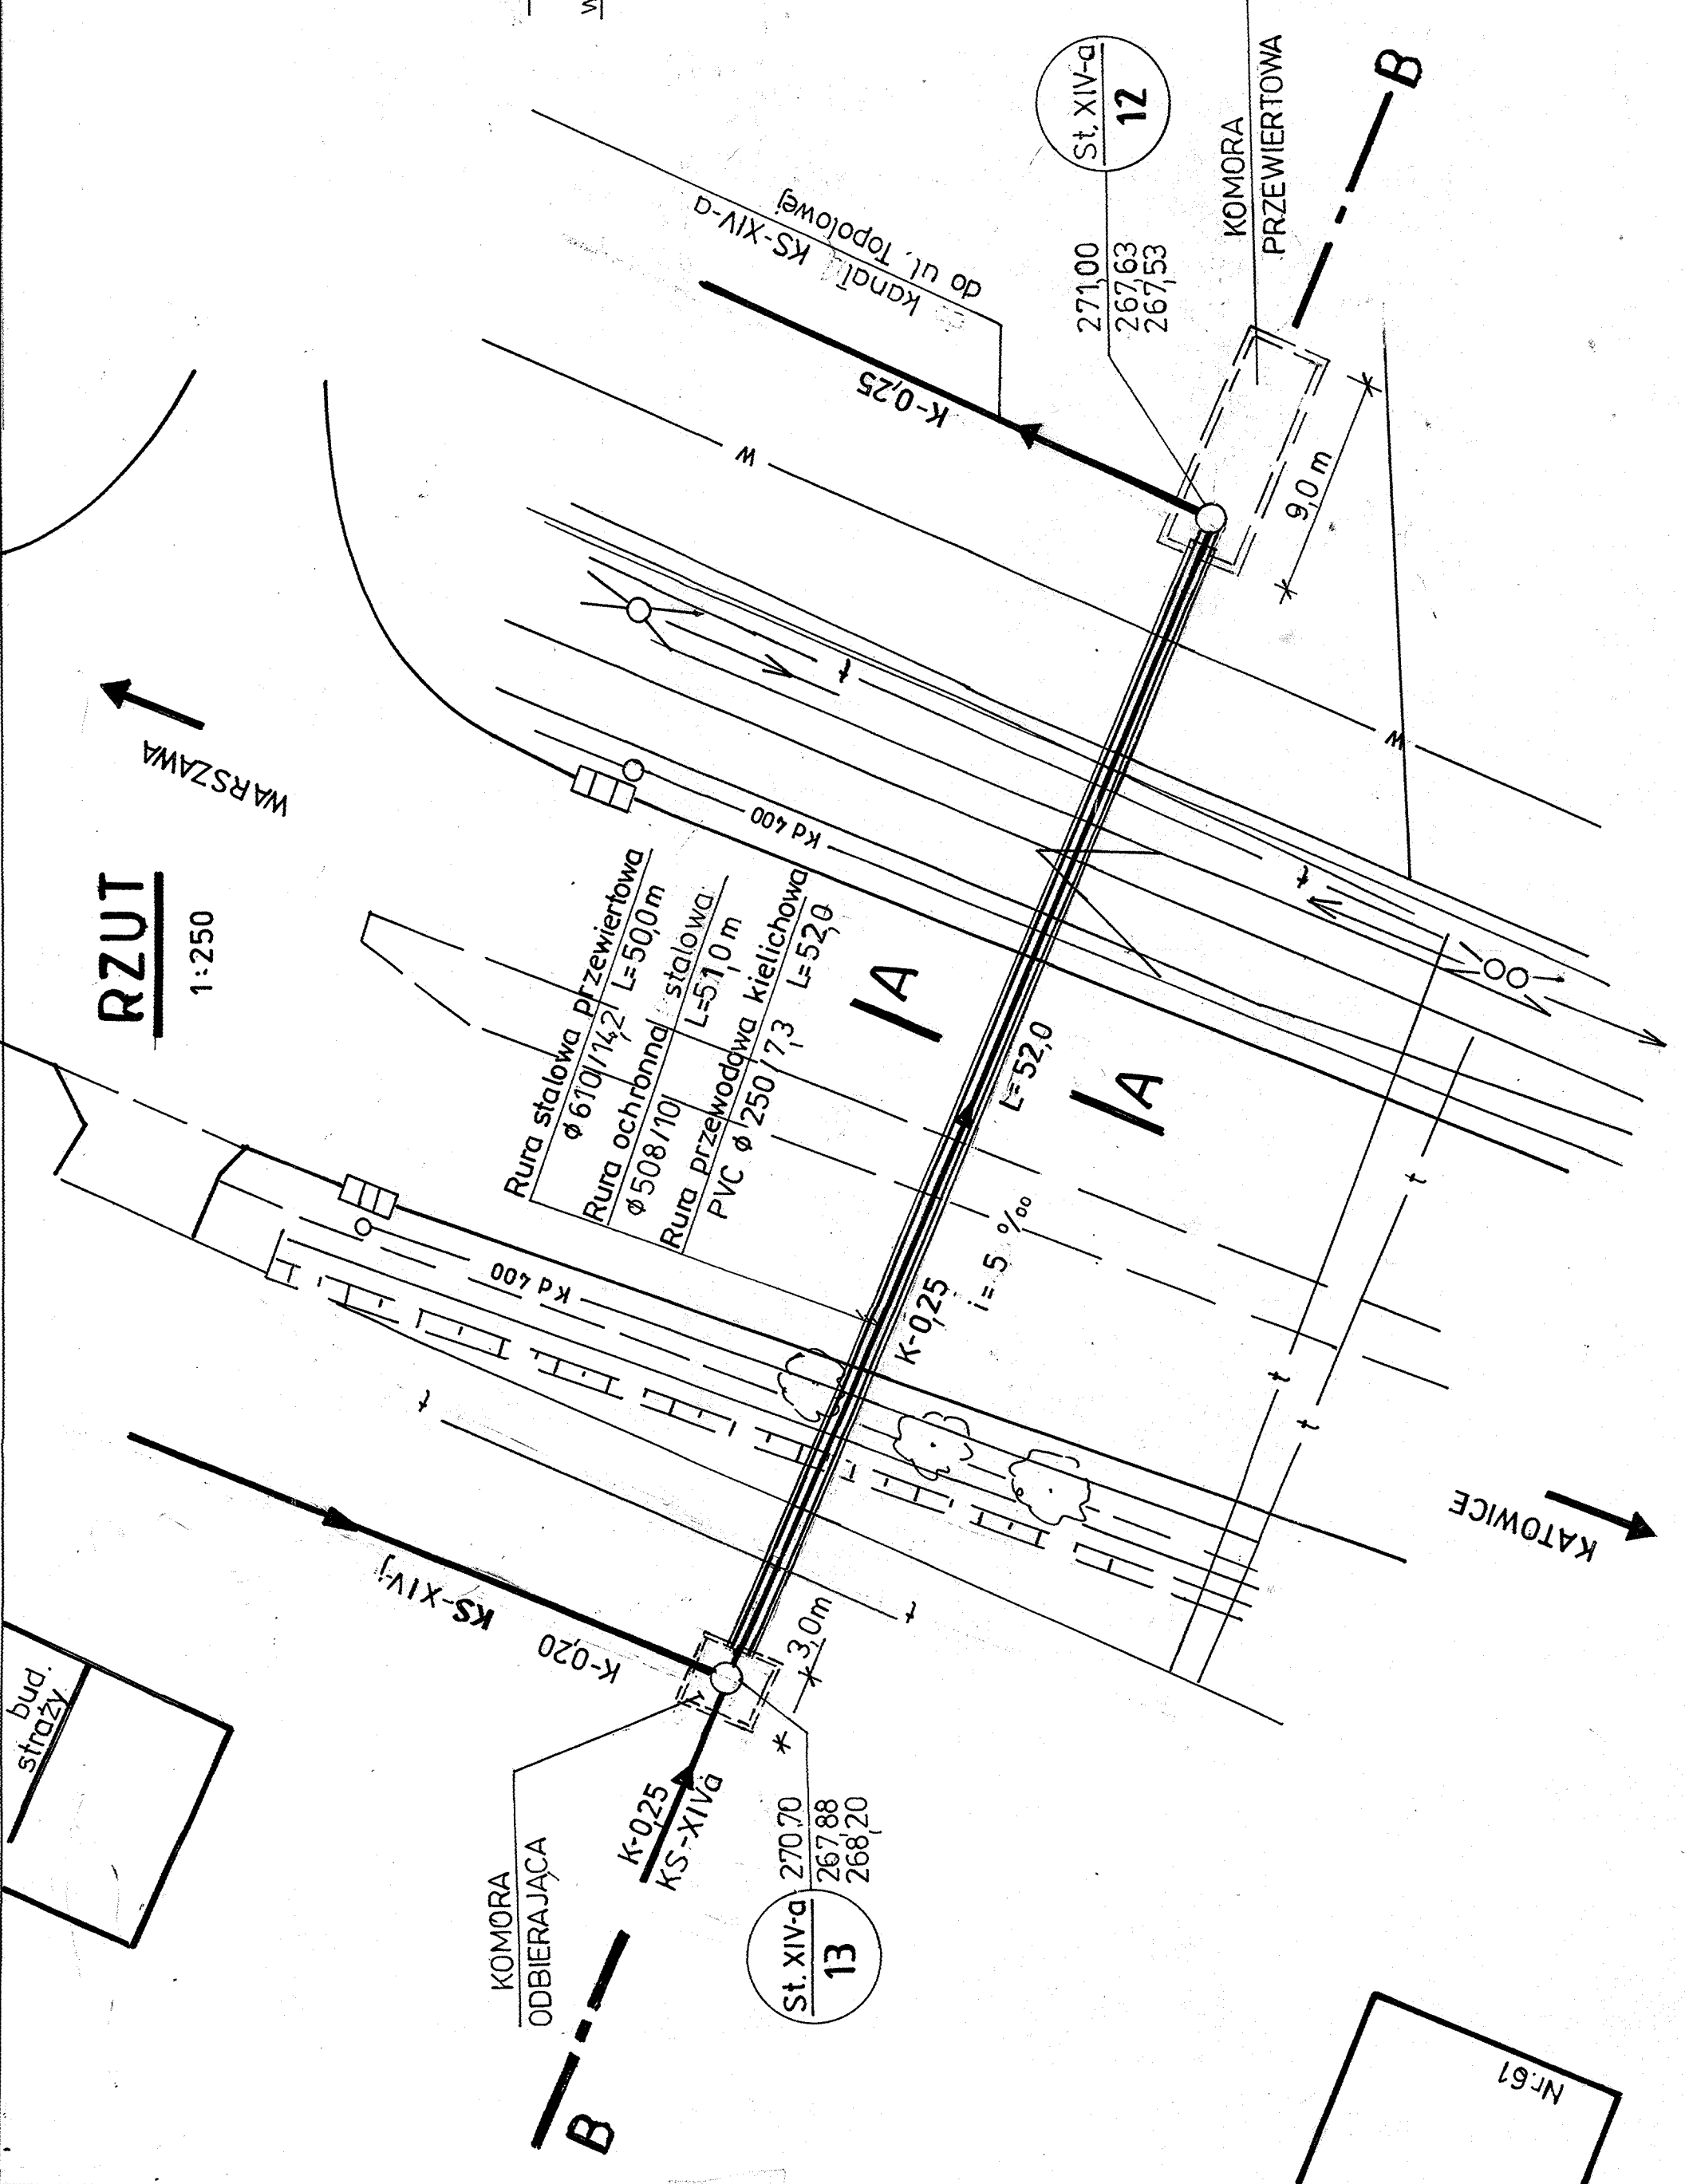 RZUT
1:250
WARSZAWA
KATOWICE
St. XIV-a
12
271,00
267,63
267,53
KOMORA
PRZEWIERTOWA
B
kanał KS-XIV-a
do ul. Topolowej
K-0,25
w
w
9,0 m
t
t
Kd 400
Rura stalowa przewiertowa
ϕ 610/14,2 L=50,0m
Rura ochronna stalowa
ϕ 508/10 L=51,0 m
Rura przewodowa kielichowa
PVC ϕ 250/7,3 L=52,0
A
A
L= 52,0
K-0,25
i= 5 ‰
Kd 400
t
t
t
t
t
t
KS-XIVj
K-0,20
3,0m
bud.
straży
K-0,25
KS-XIVa
KOMORA
ODBIERAJĄCA
St. XIV-a
13
270,70
267,88
268,20
B
Nr.61